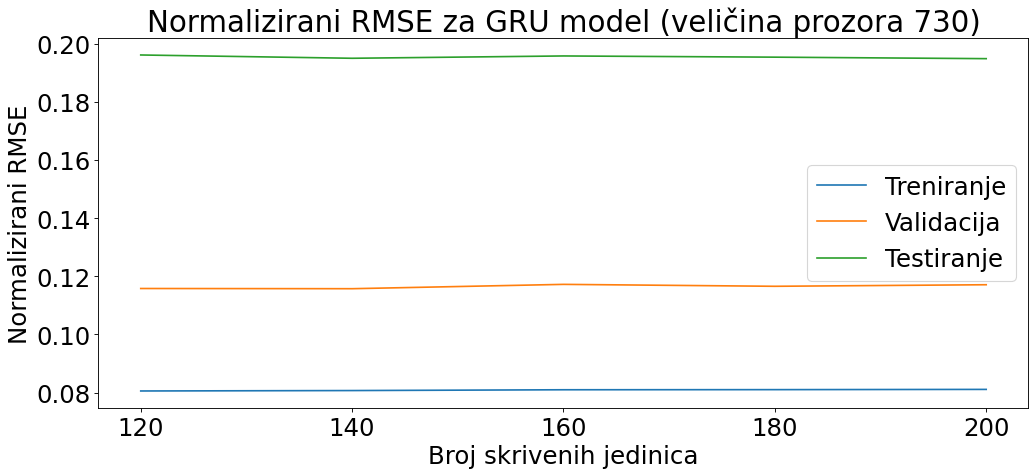 Normalizirani RMSE za GRU model (veličina prozora 730)
Normalizirani RMSE
0.20
0.18
0.16
0.14
0.12
0.10
0.08
Treniranje
Validacija
Testiranje
120 140 160 180 200
Broj skrivenih jedinica